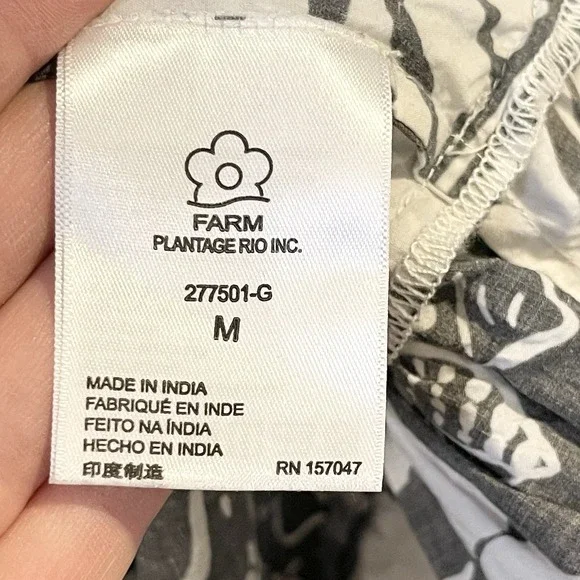 FARM
PLANTAGE RIO INC.
277501-G
M
MADE IN INDIA
FABRIQUÉ EN INDE
FEITO NA ÍNDIA
HECHO EN INDIA
印度制造
RN 157047